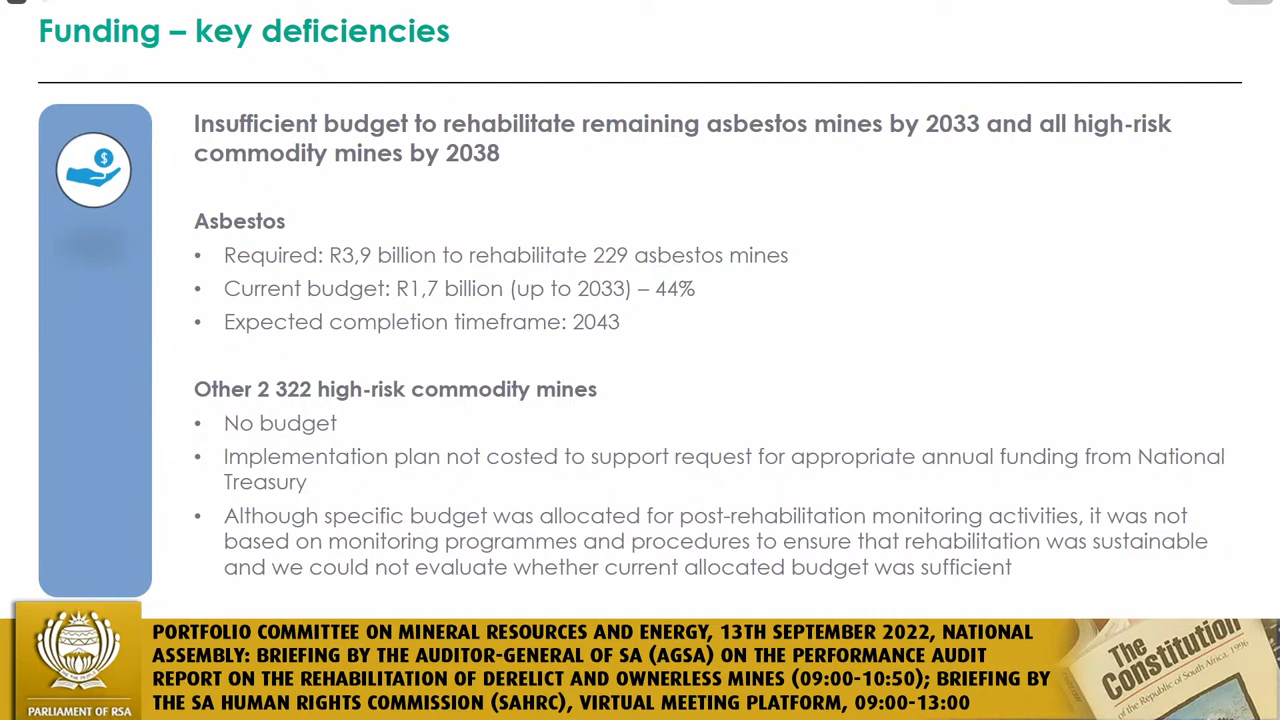 Funding – key deficiencies
$
Insufficient budget to rehabilitate remaining asbestos mines by 2033 and all high-risk
commodity mines by 2038
Asbestos
• Required: R3,9 billion to rehabilitate 229 asbestos mines
• Current budget: R1,7 billion (up to 2033) – 44%
• Expected completion timeframe: 2043
Other 2 322 high-risk commodity mines
• No budget
• Implementation plan not costed to support request for appropriate annual funding from National
Treasury
• Although specific budget was allocated for post-rehabilitation monitoring activities, it was not
based on monitoring programmes and procedures to ensure that rehabilitation was sustainable
and we could not evaluate whether current allocated budget was sufficient
PORTFOLIO COMMITTEE ON MINERAL RESOURCES AND ENERGY, 13TH SEPTEMBER 2022, NATIONAL
ASSEMBLY: BRIEFING BY THE AUDITOR-GENERAL OF SA (AGSA) ON THE PERFORMANCE AUDIT
REPORT ON THE REHABILITATION OF DERELICT AND OWNERLESS MINES (09:00-10:50); BRIEFING BY
THE SA HUMAN RIGHTS COMMISSION (SAHRC), VIRTUAL MEETING PLATFORM, 09:00-13:00
PARLIAMENT OF RSA
The
Constitution
of the Republic of South Africa, 1996